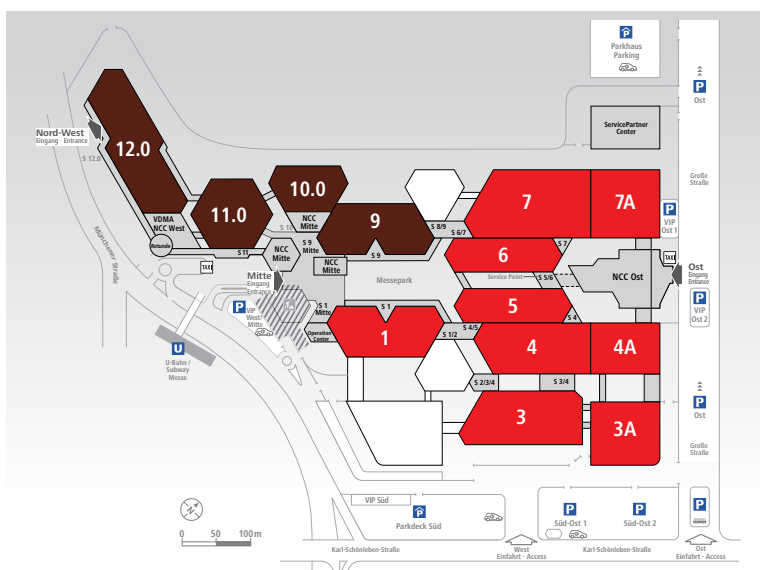 P
Parkhaus
Parking
P
Ost
ServicePartner
Center
Nord-West
Eingang Entrance
S 12.0
12.0
Große
Straße
10.0
11.0
7
7A
P
VIP
Ost 1
VDMA
NCC West
S 10
NCC
Mitte
9
S 8/9
S 6/7
Rotunde
S 11
NCC
Mitte
S 9
Mitte
S 9
6
S 7
TAXI
NCC
Mitte
Messepark
Service Point
S 5/6
NCC Ost
TAXI
Ost
Eingang
Entrance
Münchener Straße
Mitte
Eingang
Entrance
P
VIP
West/
Mitte
S 1
Mitte
S 1
5
S 4
P
VIP
Ost 2
Operation
Center
1
S 4/5
S 1/2
4
4A
U
U-Bahn /
Subway
Messe
S 2/3/4
S 3/4
P
Ost
3
3A
Große
Straße
N
VIP Süd
P
Parkdeck Süd
P
Süd-Ost 1
P
Süd-Ost 2
P
0 50 100m
Karl-Schönleben-Straße
West
Einfahrt - Access
Karl-Schönleben-Straße
Ost
Einfahrt - Access